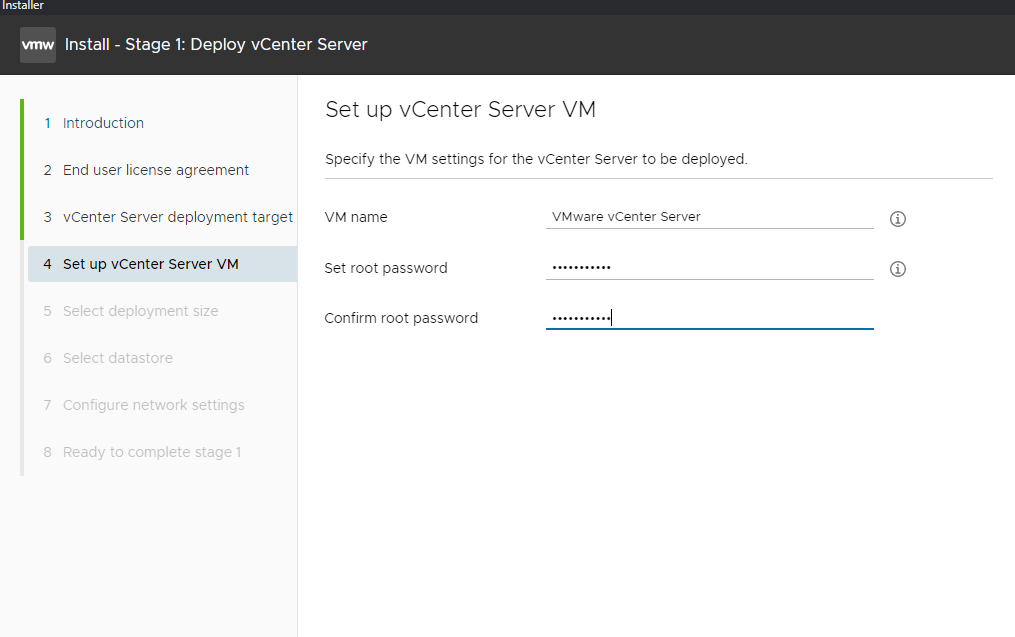 Installer
vmw Install - Stage 1: Deploy vCenter Server
1 Introduction
2 End user license agreement
3 vCenter Server deployment target
4 Set up vCenter Server VM
5 Select deployment size
6 Select datastore
7 Configure network settings
8 Ready to complete stage 1
Set up vCenter Server VM
Specify the VM settings for the vCenter Server to be deployed.
VM name VMware vCenter Server
Set root password •••••••••••
Confirm root password •••••••••••